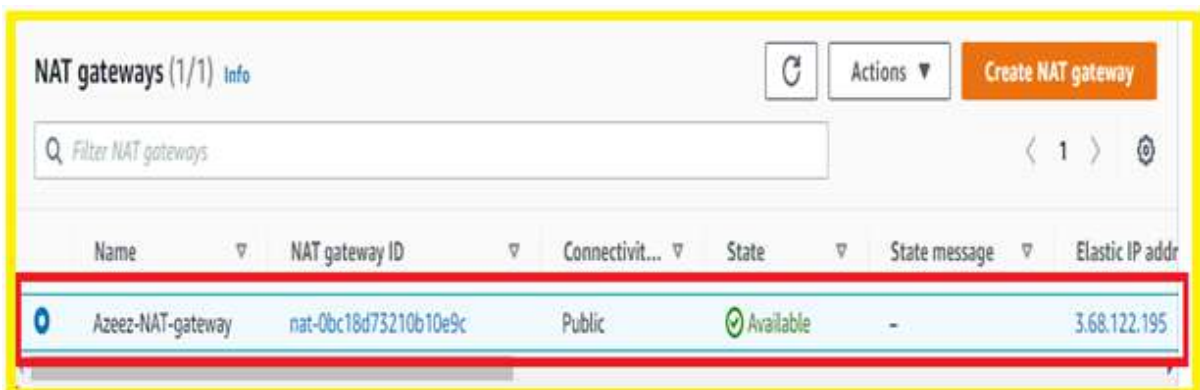 NAT gateways (1/1) Info
Actions ▼ Create NAT gateway
Filter NAT gateways
1
Name NAT gateway ID Connectivit... State State message Elastic IP addr
Azeez-NAT-gateway nat-0bc18d73210b10e9c Public Available – 3.68.122.195